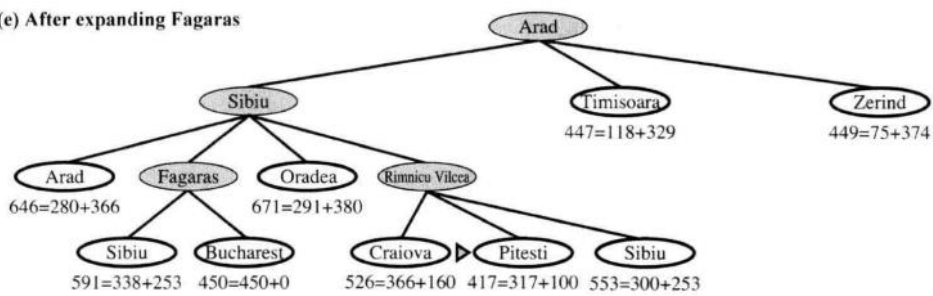 (e) After expanding Fagaras
Arad
Sibiu Timisoara Zerind
447=118+329 449=75+374
Arad Fagaras Oradea Rimnicu Vilcea
646=280+366 671=291+380
Sibiu Bucharest Craiova Pitesti Sibiu
591=338+253 450=450+0 526=366+160 417=317+100 553=300+253